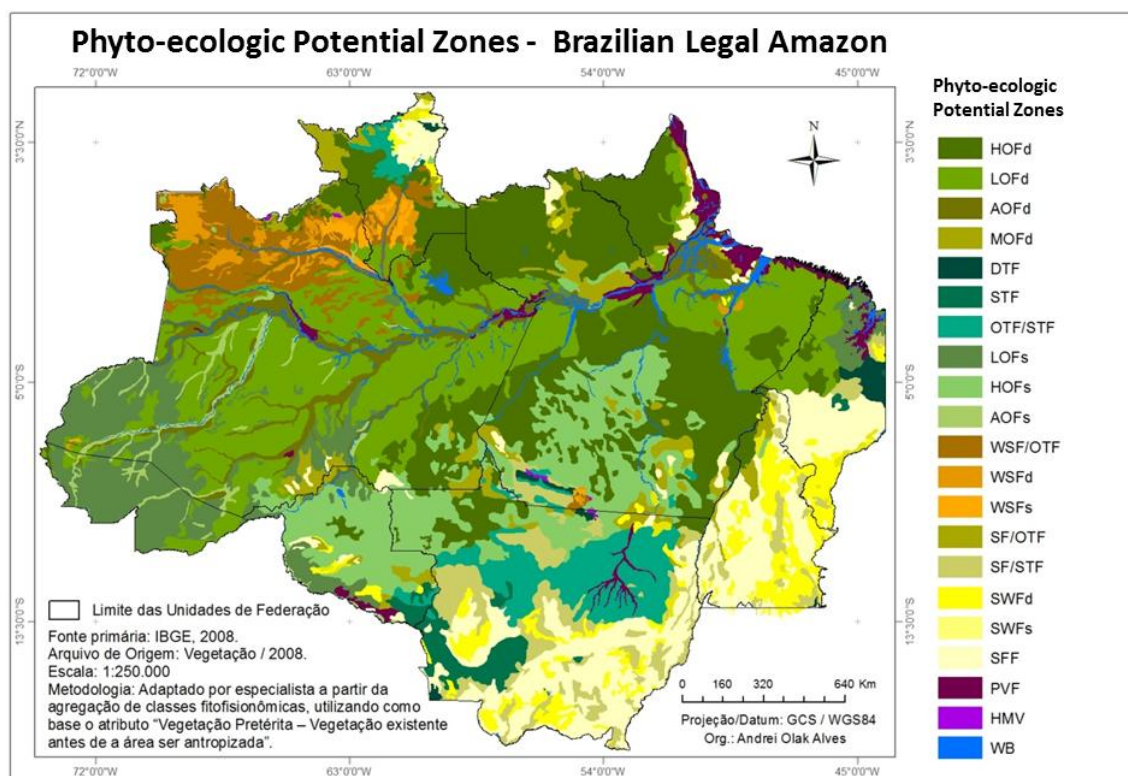 Phyto-ecologic Potential Zones - Brazilian Legal Amazon
72°0'0"W 63°0'0"W 54°0'0"W 45°0'0"W
Phyto-ecologic
Potential Zones
HOFd
LOFd
AOFd
MOFd
DTF
STF
OTF/STF
LOFs
HOFs
AOFs
WSF/OTF
WSFd
WSFs
SF/OTF
SF/STF
SWFd
SWFs
SFF
PVF
HMV
WB
N
3°30'0"N 3°30'0"N
5°0'0"S 5°0'0"S
13°30'0"S 13°30'0"S
Limite das Unidades de Federação
Fonte primária: IBGE, 2008.
Arquivo de Origem: Vegetação / 2008.
Escala: 1:250.000
Metodologia: Adaptado por especialista a partir da
agregação de classes fitofisionômicas, utilizando como
base o atributo "Vegetação Pretérita – Vegetação existente
antes de a área ser antropizada".
0 160 320 640 Km
Projeção/Datum: GCS / WGS84
Org.: Andrei Olak Alves
72°0'0"W 63°0'0"W 54°0'0"W 45°0'0"W